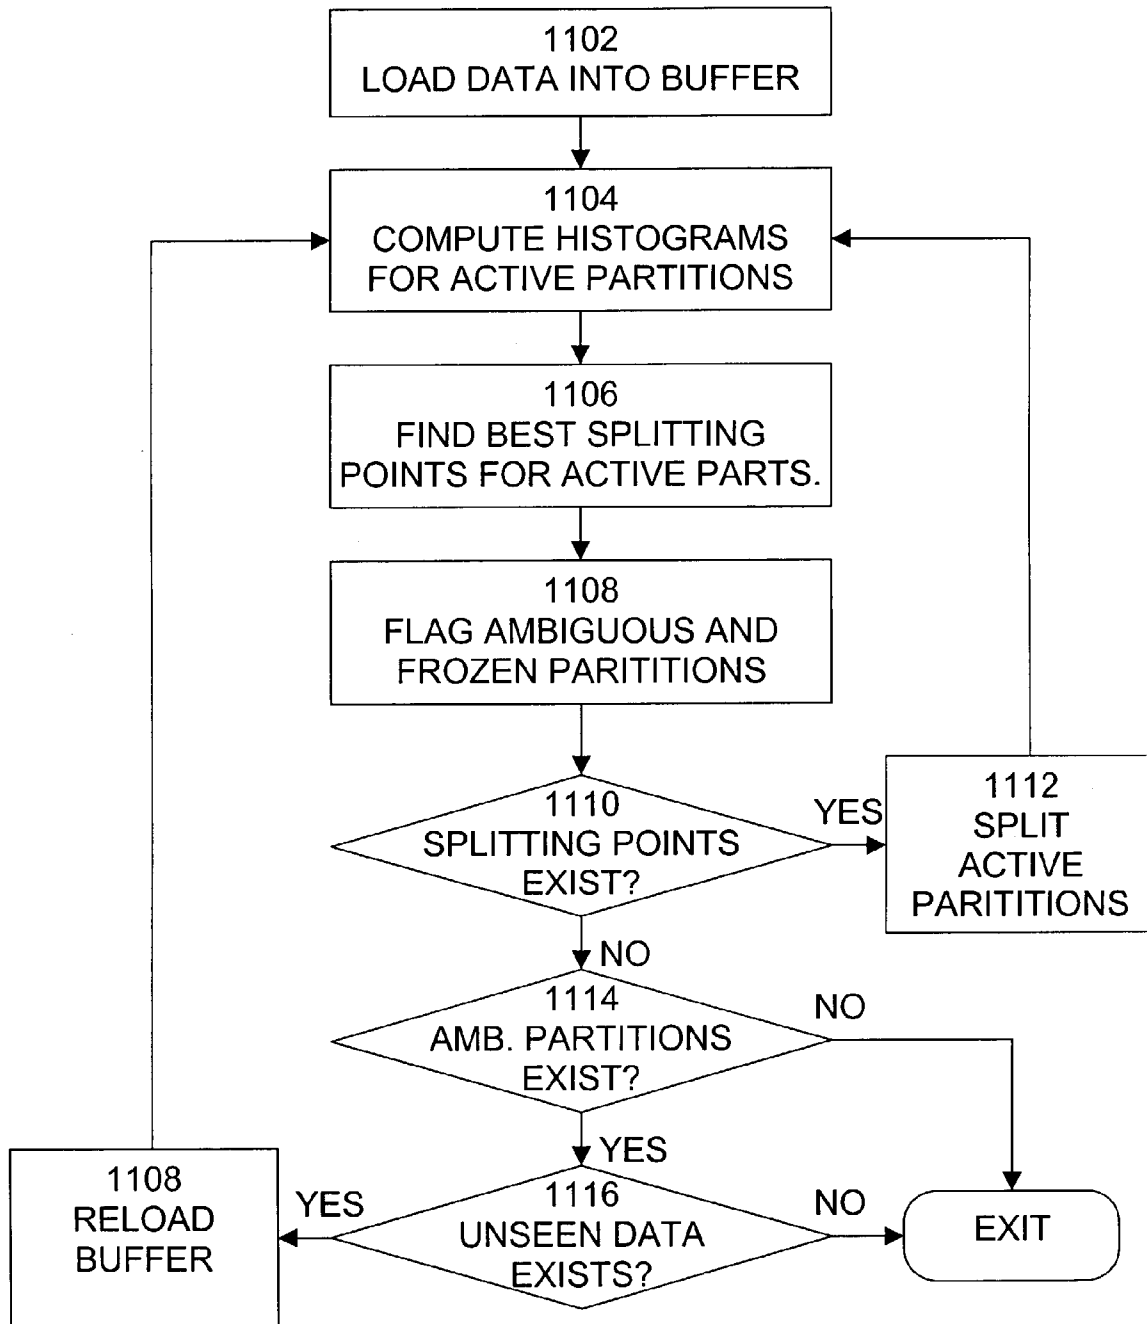 1102
LOAD DATA INTO BUFFER
1104
COMPUTE HISTOGRAMS
FOR ACTIVE PARTITIONS
1106
FIND BEST SPLITTING
POINTS FOR ACTIVE PARTS.
1108
FLAG AMBIGUOUS AND
FROZEN PARITITIONS
1110
SPLITTING POINTS
EXIST?
YES
1112
SPLIT
ACTIVE
PARITITIONS
NO
1114
AMB. PARTITIONS
EXIST?
NO
YES
1116
UNSEEN DATA
EXISTS?
YES
1108
RELOAD
BUFFER
NO
EXIT